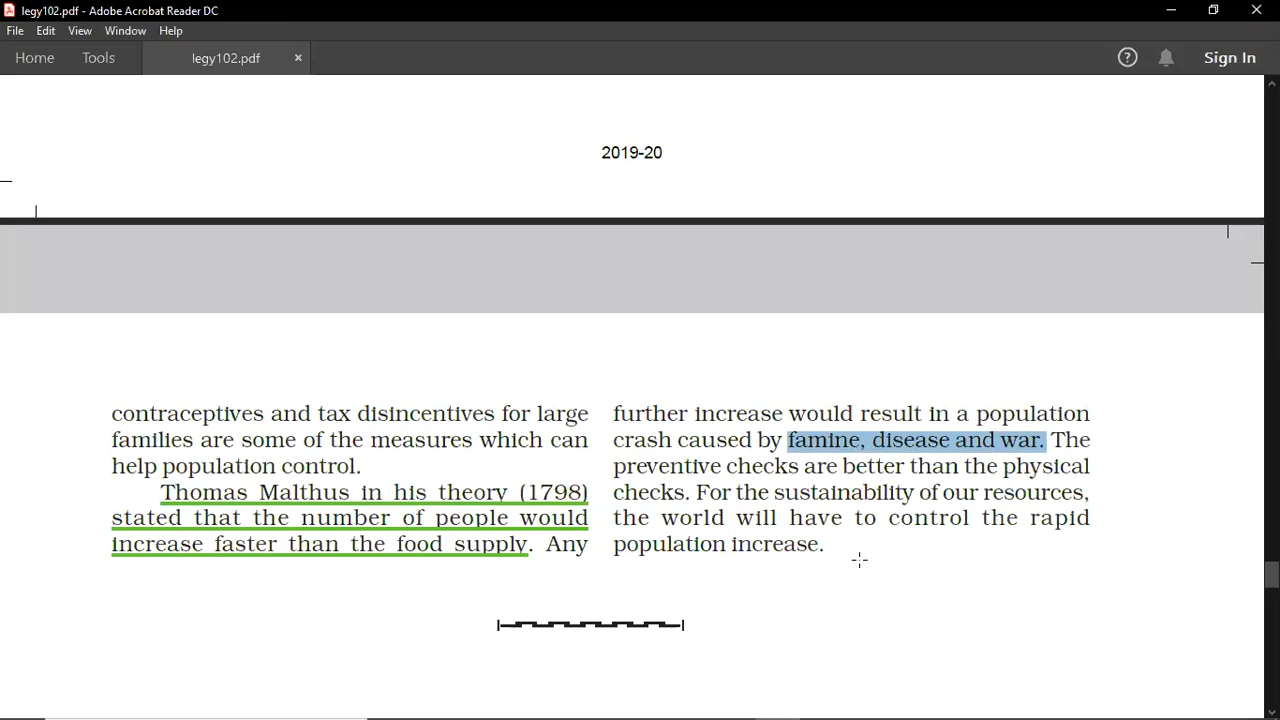 legy102.pdf - Adobe Acrobat Reader DC
File Edit View Window Help
Home Tools legy102.pdf × ? Sign In
2019-20
contraceptives and tax disincentives for large
families are some of the measures which can
help population control.
Thomas Malthus in his theory (1798)
stated that the number of people would
increase faster than the food supply. Any
further increase would result in a population
crash caused by famine, disease and war. The
preventive checks are better than the physical
checks. For the sustainability of our resources,
the world will have to control the rapid
population increase.